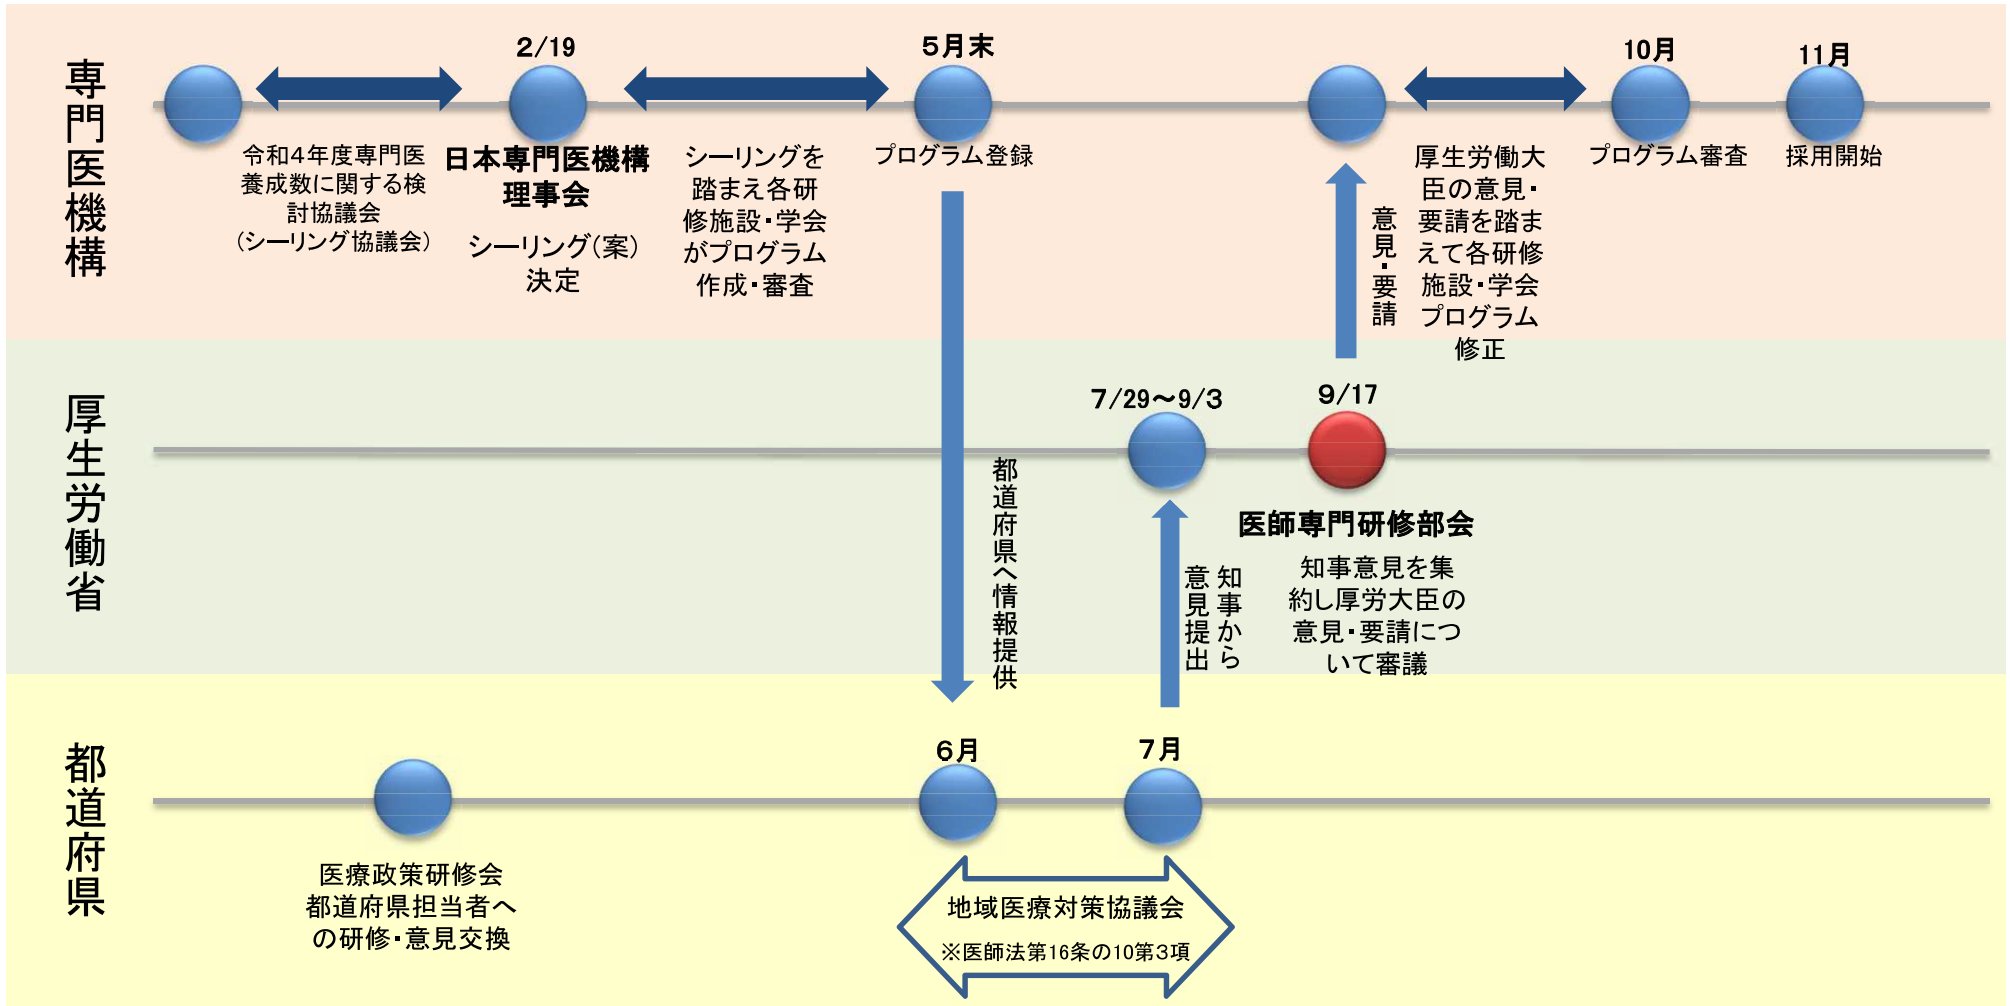 専門医機構
2/19
5月末
10月
11月
令和4年度専門医
養成数に関する検
討協議会
（シーリング協議会）
日本専門医機構
理事会
シーリング（案）
決定
シーリングを
踏まえ各研
修施設・学会
がプログラム
作成・審査
プログラム登録
意見・要請
厚生労働大
臣の意見・
要請を踏ま
えて各研修
施設・学会
プログラム
修正
プログラム審査
採用開始
厚生労働省
7/29～9/3
9/17
都道府県へ情報提供
知事から
意見提出
医師専門研修部会
知事意見を集
約し厚労大臣の
意見・要請につ
いて審議
都道府県
6月
7月
医療政策研修会
都道府県担当者へ
の研修・意見交換
地域医療対策協議会
※医師法第16条の10第3項